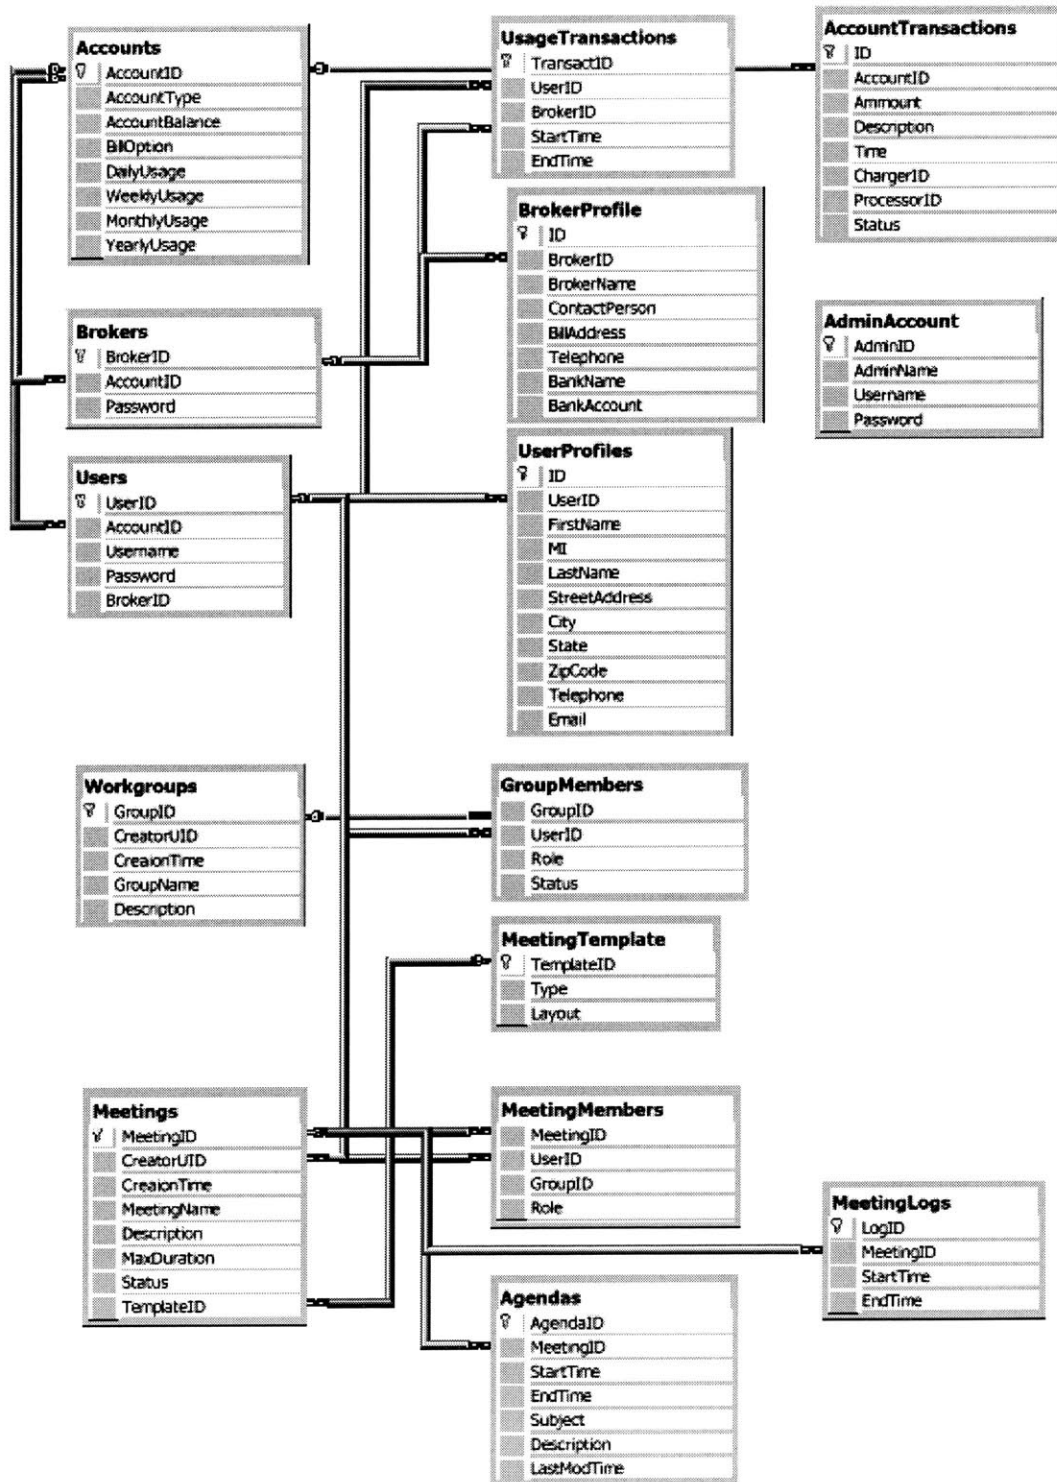 Accounts
AccountID
AccountType
AccountBalance
BillOption
DailyUsage
WeeklyUsage
MonthlyUsage
YearlyUsage
UsageTransactions
TransactID
UserID
BrokerID
StartTime
EndTime
AccountTransactions
ID
AccountID
Ammount
Description
Time
ChargerID
ProcessorID
Status
BrokerProfile
ID
BrokerID
BrokerName
ContactPerson
BillAddress
Telephone
BankName
BankAccount
Brokers
BrokerID
AccountID
Password
AdminAccount
AdminID
AdminName
Username
Password
Users
UserID
AccountID
Username
Password
BrokerID
UserProfiles
ID
UserID
FirstName
MI
LastName
StreetAddress
City
State
ZipCode
Telephone
Email
Workgroups
GroupID
CreatorUID
CreaionTime
GroupName
Description
GroupMembers
GroupID
UserID
Role
Status
MeetingTemplate
TemplateID
Type
Layout
Meetings
MeetingID
CreatorUID
CreaionTime
MeetingName
Description
MaxDuration
Status
TemplateID
MeetingMembers
MeetingID
UserID
GroupID
Role
MeetingLogs
LogID
MeetingID
StartTime
EndTime
Agendas
AgendaID
MeetingID
StartTime
EndTime
Subject
Description
LastModTime